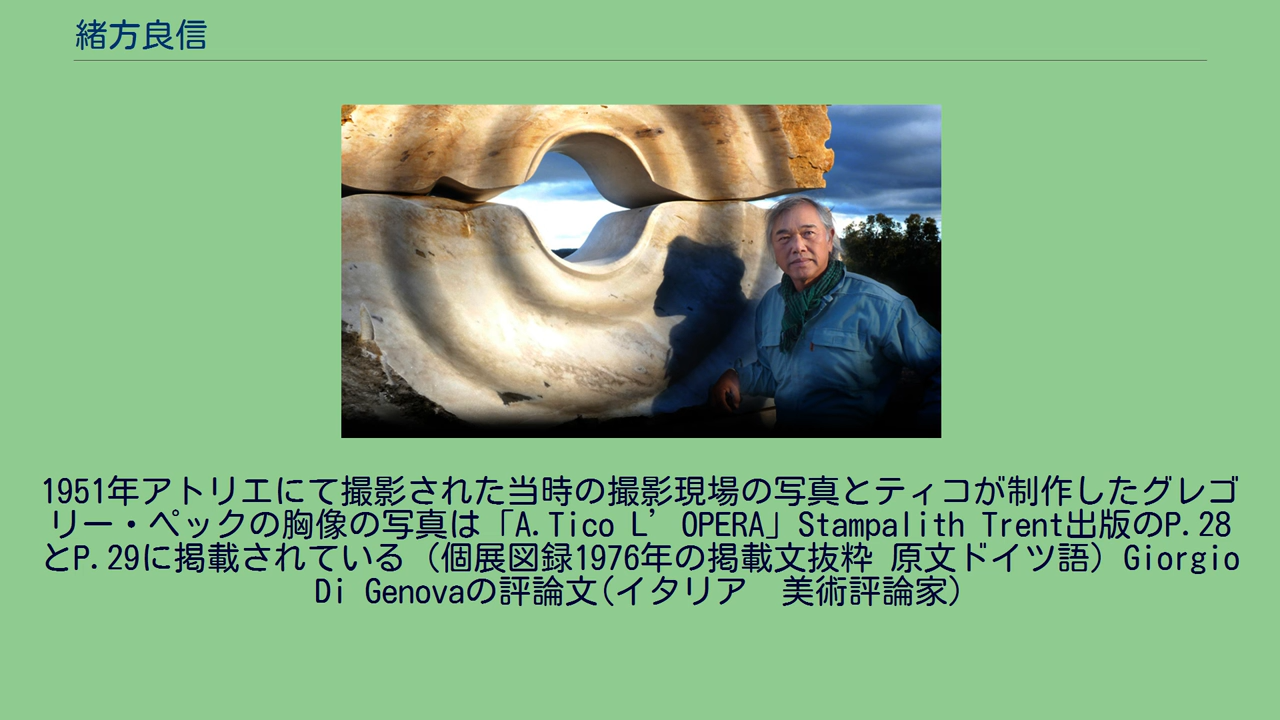 緒方良信
1951年アトリエにて撮影された当時の撮影現場の写真とティコが制作したグレゴ
リー・ペックの胸像の写真は「A.Tico L’OPERA」Stampalith Trent出版のP.28
とP.29に掲載されている（個展図録1976年の掲載文抜粋 原文ドイツ語）Giorgio
Di Genovaの評論文(イタリア　美術評論家)